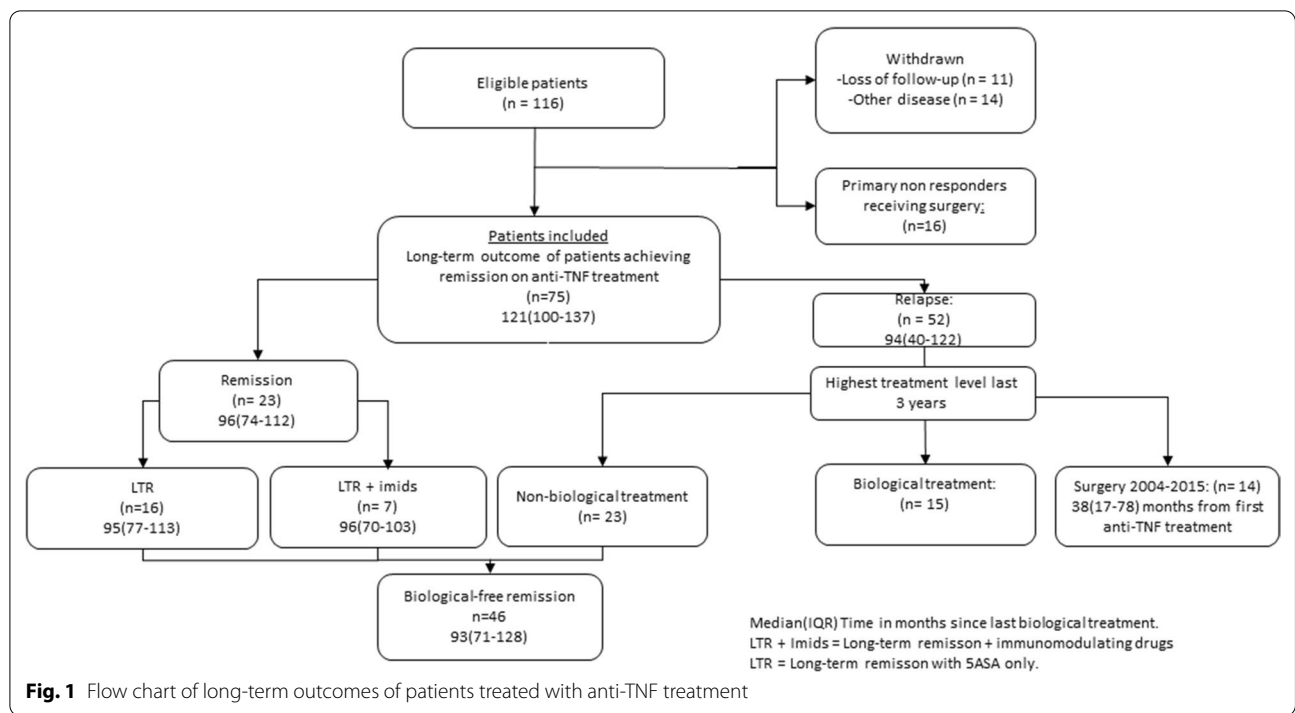 Eligible patients
(n = 116)
Withdrawn
-Loss of follow-up (n = 11)
-Other disease (n = 14)
Primary non responders
receiving surgery:
(n=16)
Patients included
Long-term outcome of patients achieving
remission on anti-TNF treatment
(n=75)
121(100-137)
Relapse:
(n = 52)
94(40-122)
Remission
(n= 23)
96(74-112)
Highest treatment level last
3 years
LTR
(n=16)
95(77-113)
LTR + imids
(n= 7)
96(70-103)
Non-biological treatment
(n= 23)
Biological treatment:
(n= 15)
Surgery 2004-2015: (n= 14)
38(17-78) months from first
anti-TNF treatment
Biological-free remission
n=46
93(71-128)
Median(IQR) Time in months since last biological treatment.
LTR + Imids = Long-term remisson + immunomodulating drugs
LTR = Long-term remisson with 5ASA only.
Fig. 1 Flow chart of long-term outcomes of patients treated with anti-TNF treatment